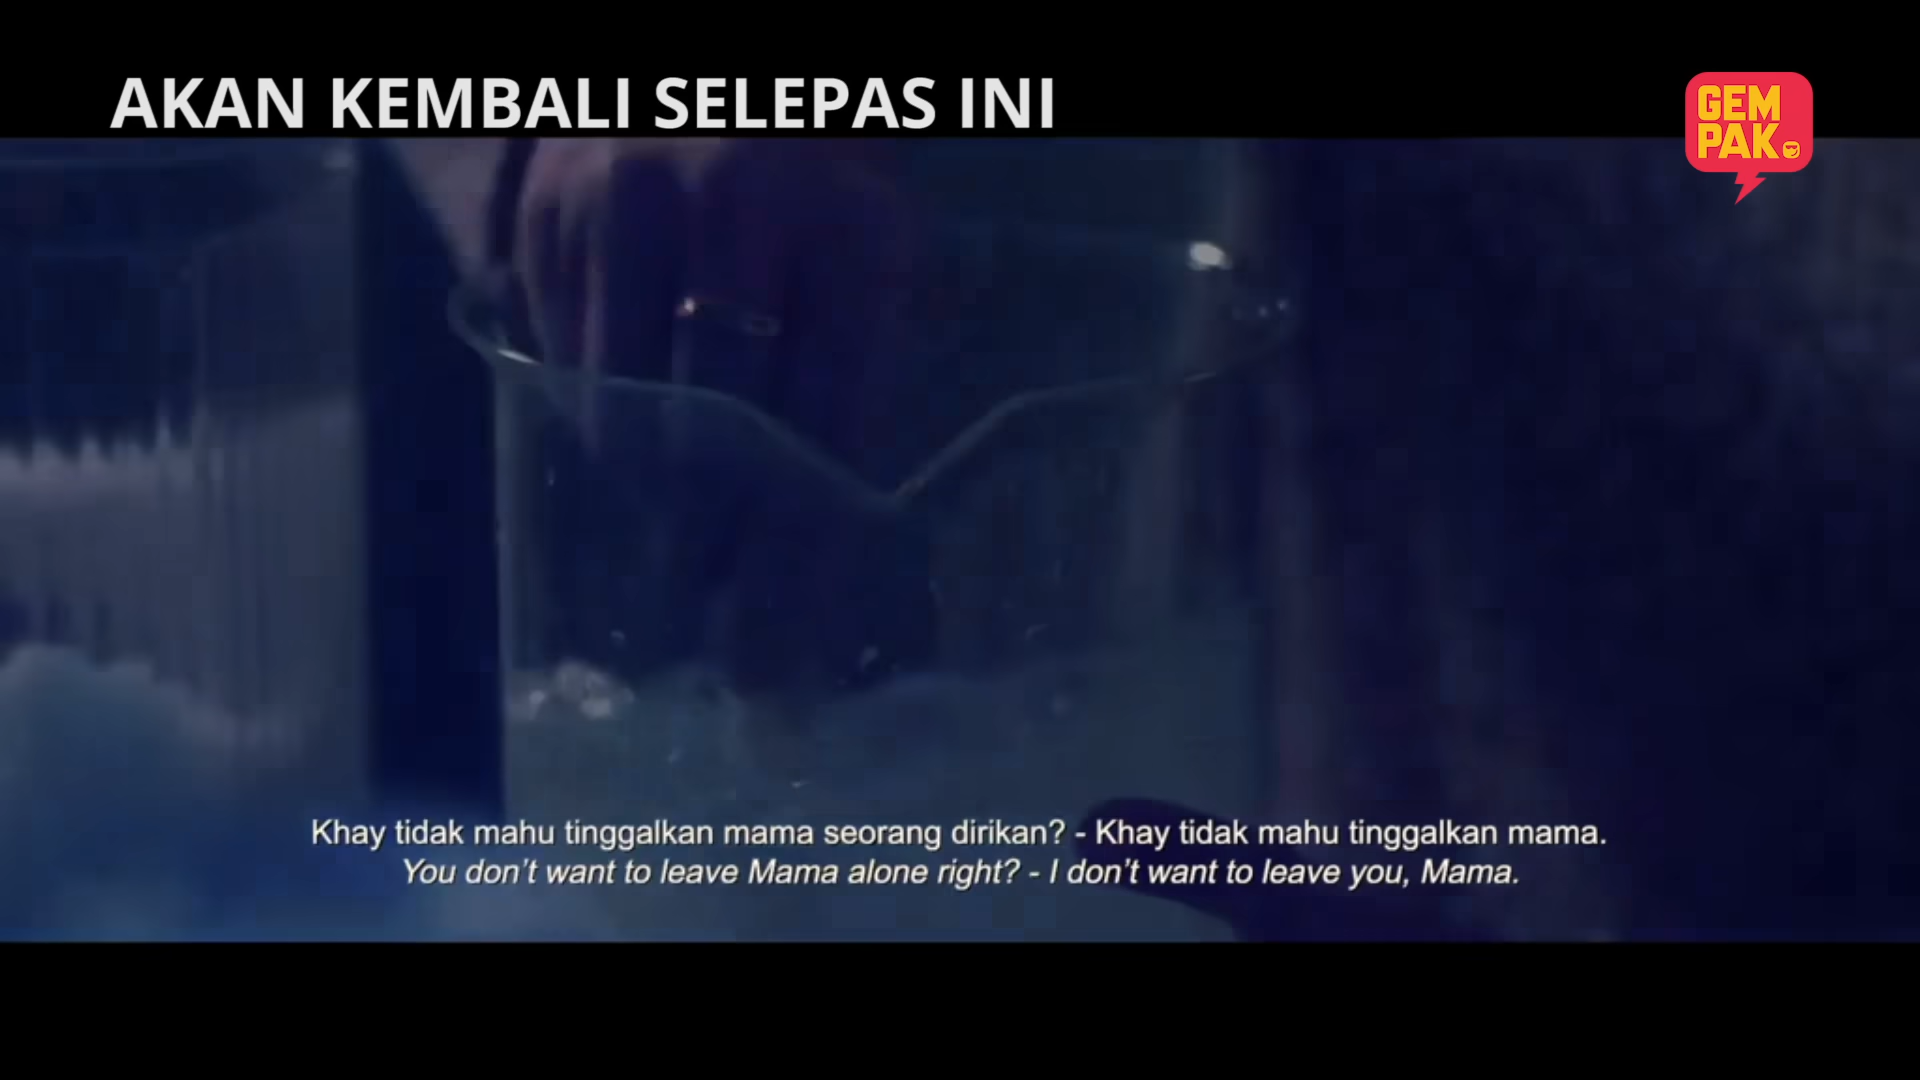 AKAN KEMBALI SELEPAS INI
GEM
PAK
Khay tidak mahu tinggalkan mama seorang dirikan? - Khay tidak mahu tinggalkan mama.
You don't want to leave Mama alone right? - I don't want to leave you, Mama.